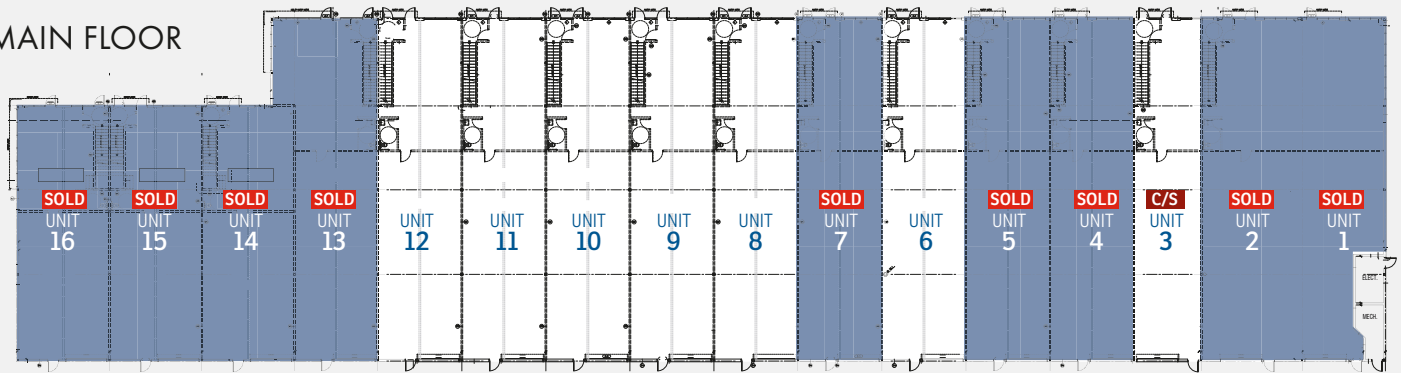 MAIN FLOOR
SOLD
UNIT
16
SOLD
UNIT
15
SOLD
UNIT
14
SOLD
UNIT
13
UNIT
12
UNIT
11
UNIT
10
UNIT
9
UNIT
8
SOLD
UNIT
7
UNIT
6
SOLD
UNIT
5
SOLD
UNIT
4
C/S
UNIT
3
SOLD
UNIT
2
SOLD
UNIT
1
ELECT.
MECH.